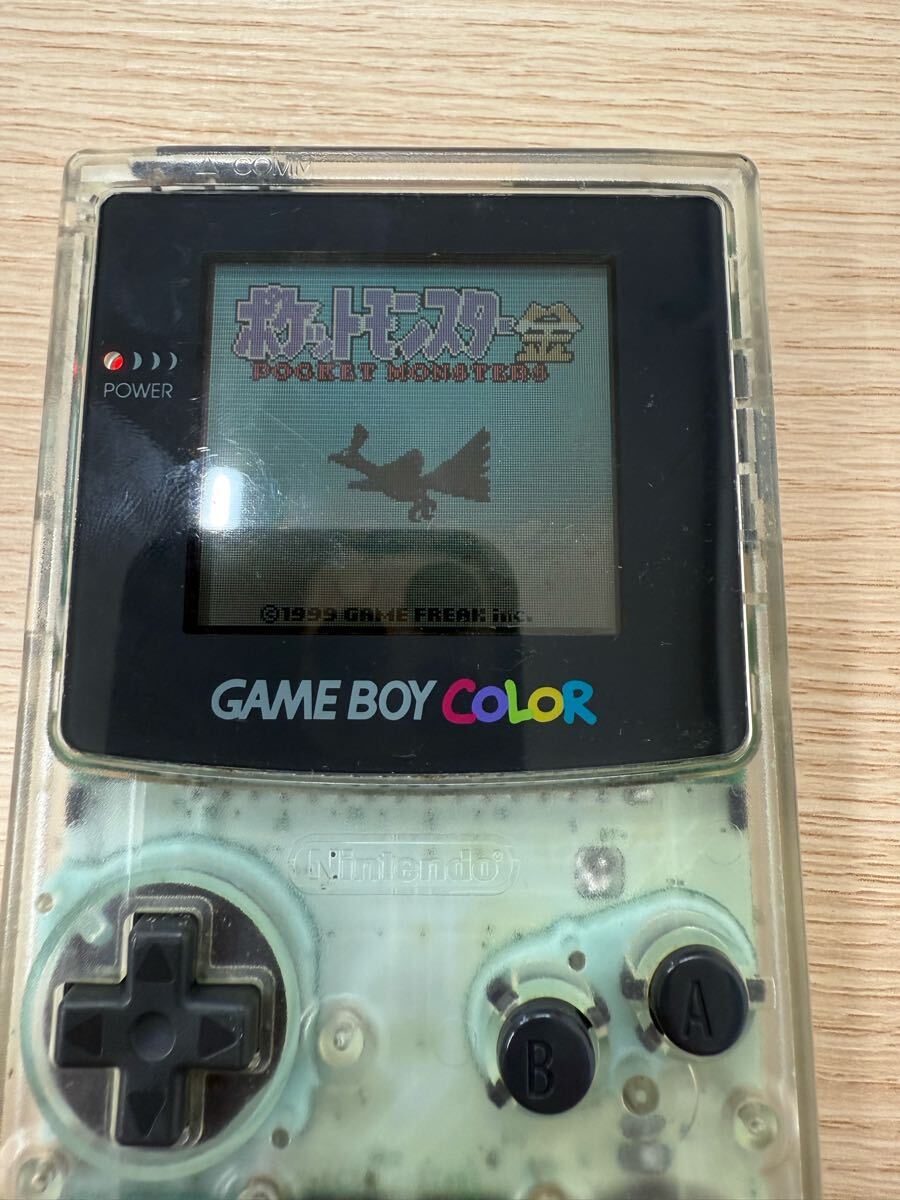 △ COMM
ポケットモンスター金
POCKET MONSTERS
POWER
©1999 GAME FREAK inc.
GAME BOY COLOR
Nintendo®
A
B